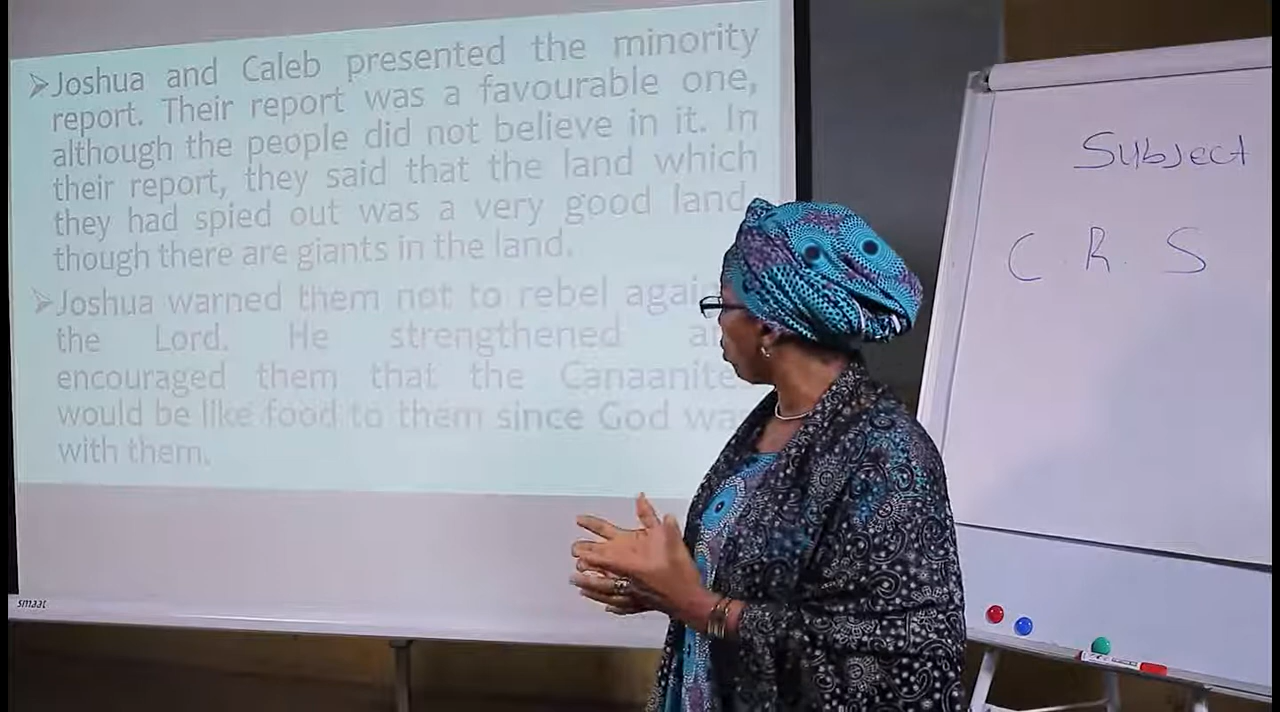 ➢Joshua and Caleb presented the minority
report. Their report was a favourable one,
although the people did not believe in it. In
their report, they said that the land which
they had spied out was a very good land
though there are giants in the land.
➢Joshua warned them not to rebel
the Lord. He strengthened
encouraged them that the
would be like food to them since God
with them.
smaat
Subject
C. R. S